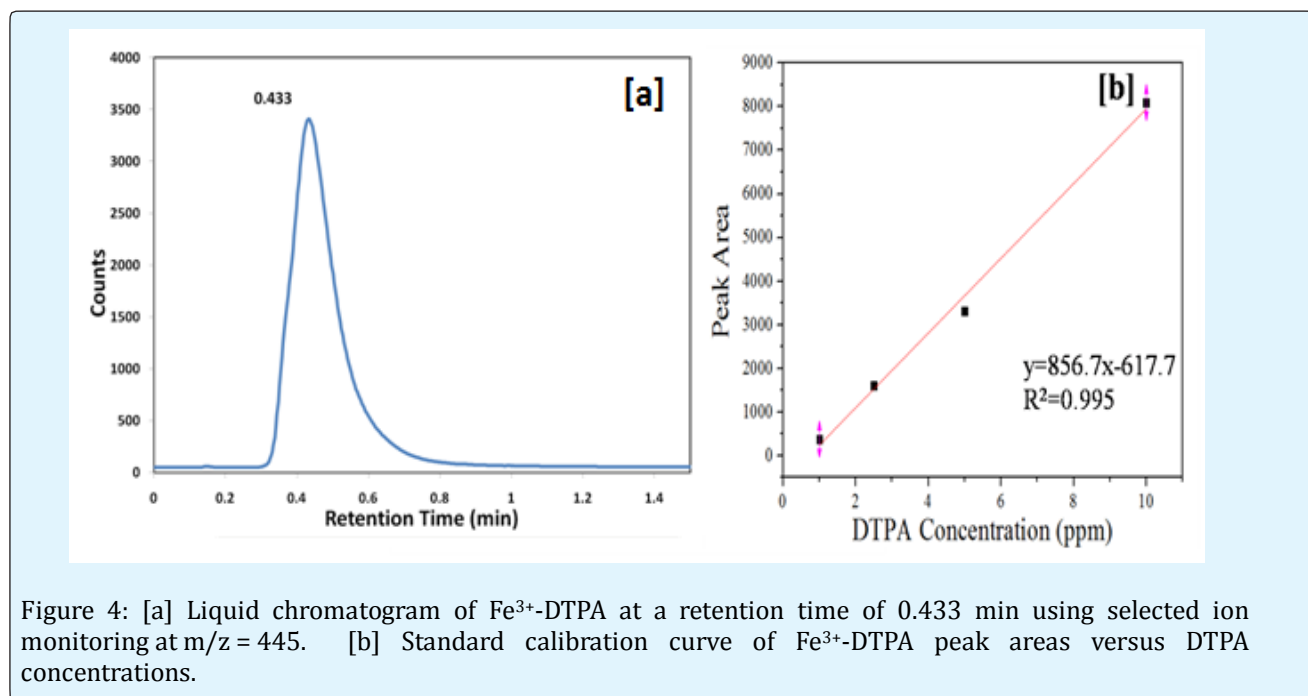 4000
3500
3000
2500
2000
1500
1000
500
0
Counts
0.433
[a]
0 0.2 0.4 0.6 0.8 1 1.2 1.4
Retention Time (min)
9000
8000
7000
6000
5000
4000
3000
2000
1000
0
Peak Area
[b]
y=856.7x-617.7
R²=0.995
0 2 4 6 8 10
DTPA Concentration (ppm)
Figure 4: [a] Liquid chromatogram of Fe³⁺-DTPA at a retention time of 0.433 min using selected ion
monitoring at m/z = 445. [b] Standard calibration curve of Fe³⁺-DTPA peak areas versus DTPA
concentrations.